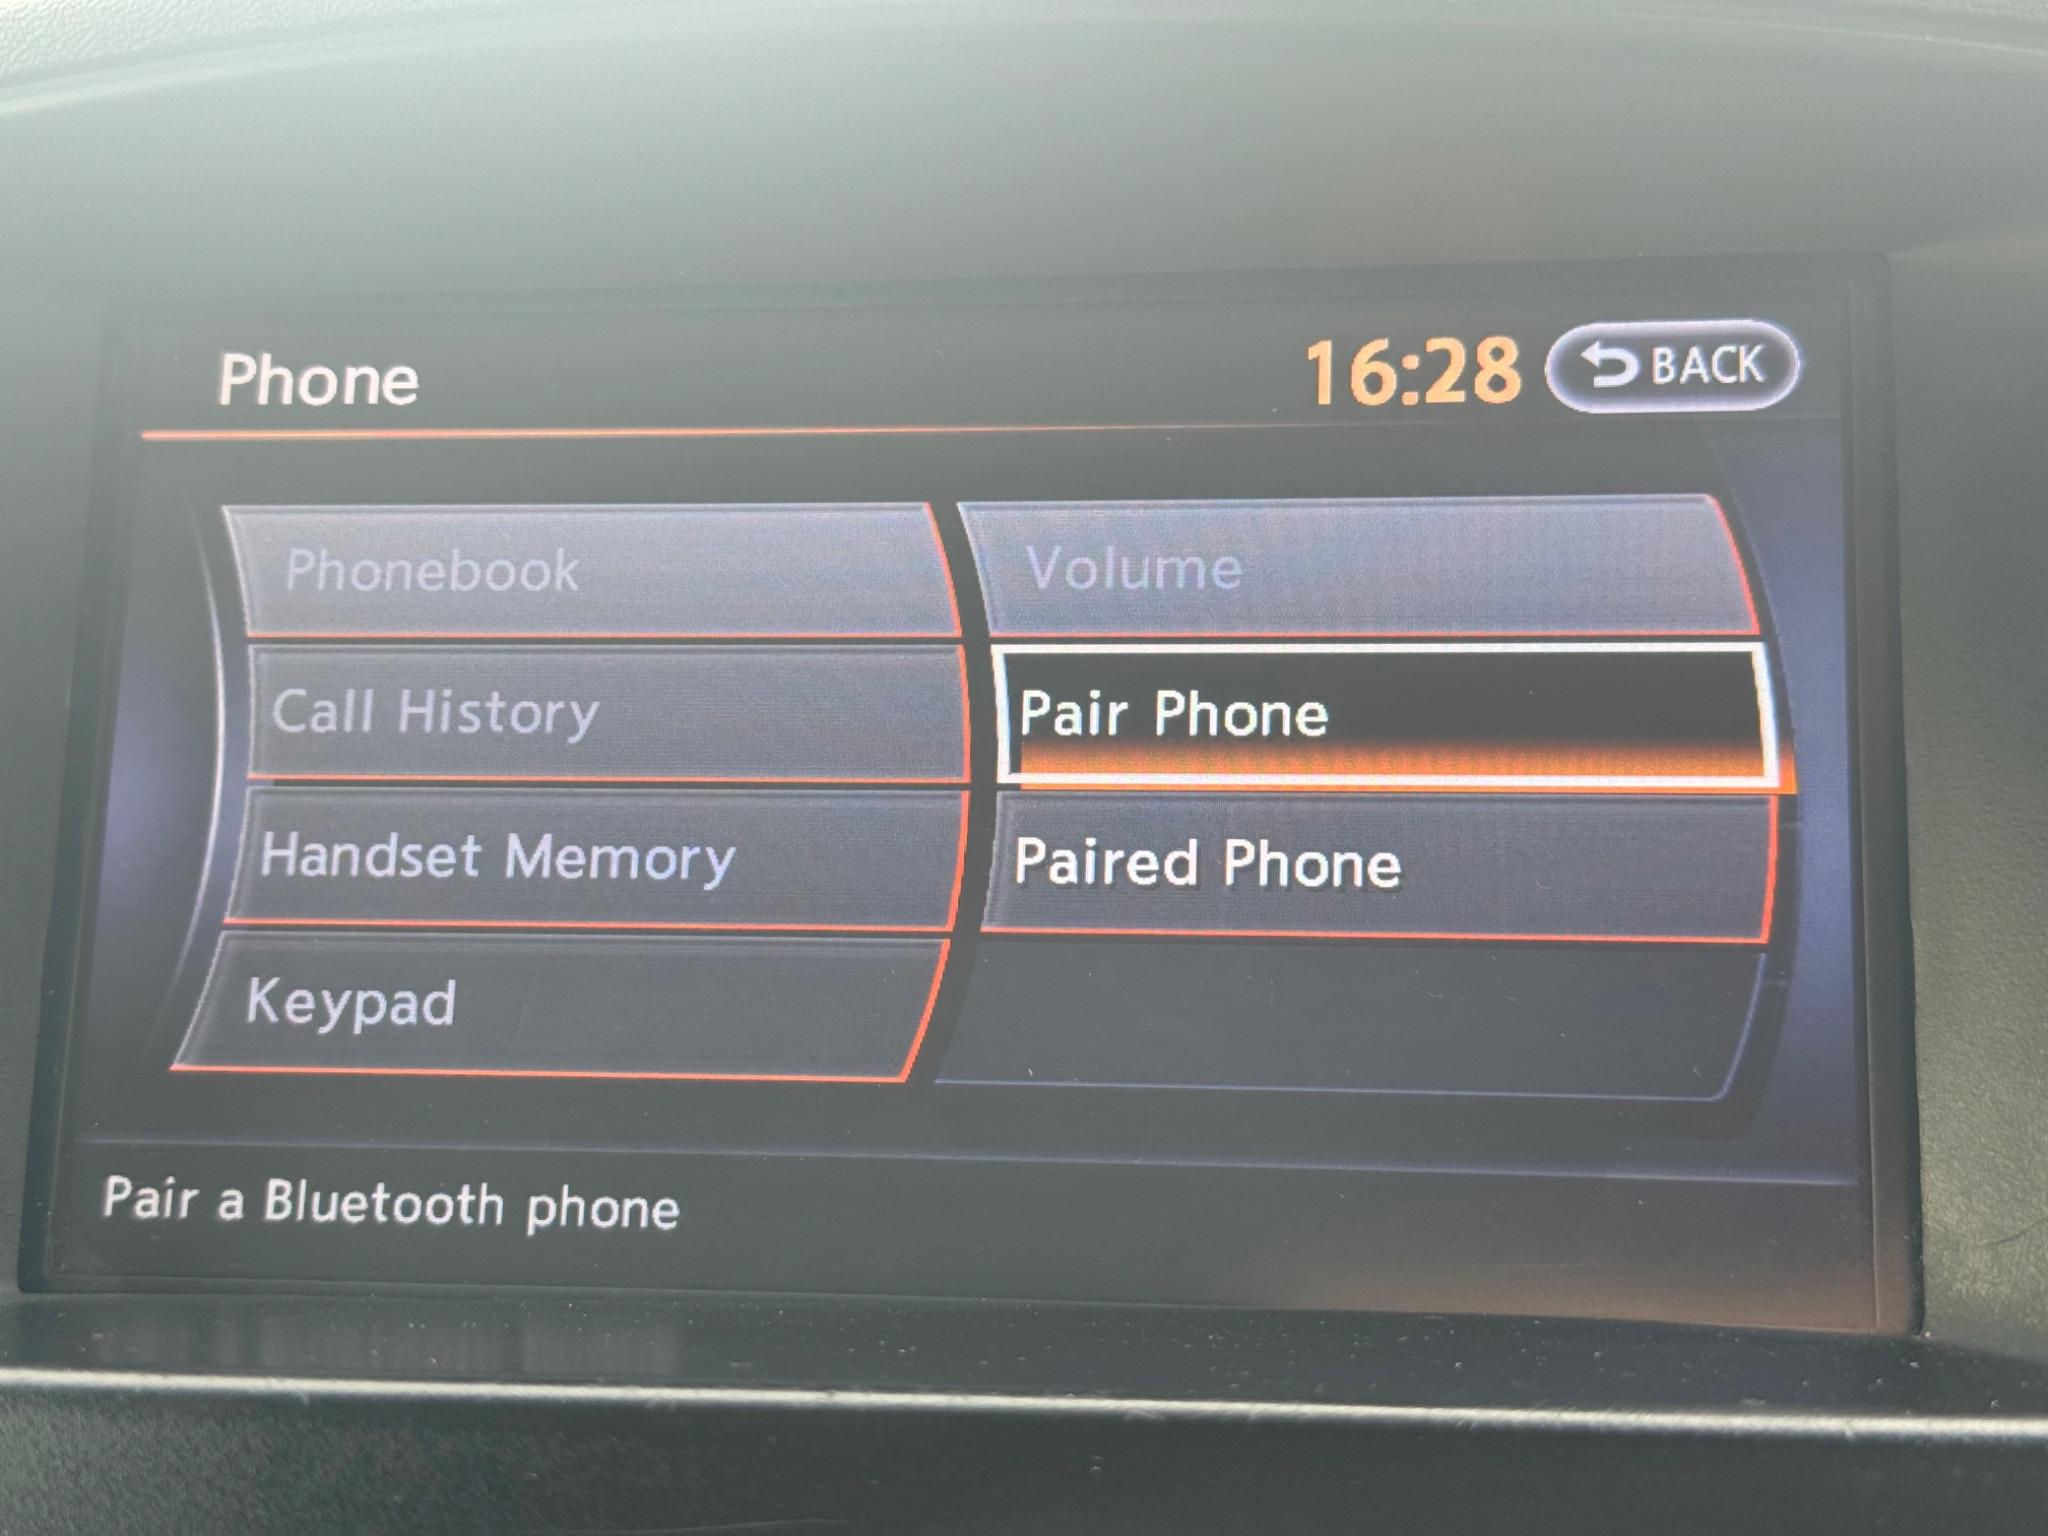 Phone
16:28
BACK
Phonebook
Volume
Call History
Pair Phone
Handset Memory
Paired Phone
Keypad
Pair a Bluetooth phone